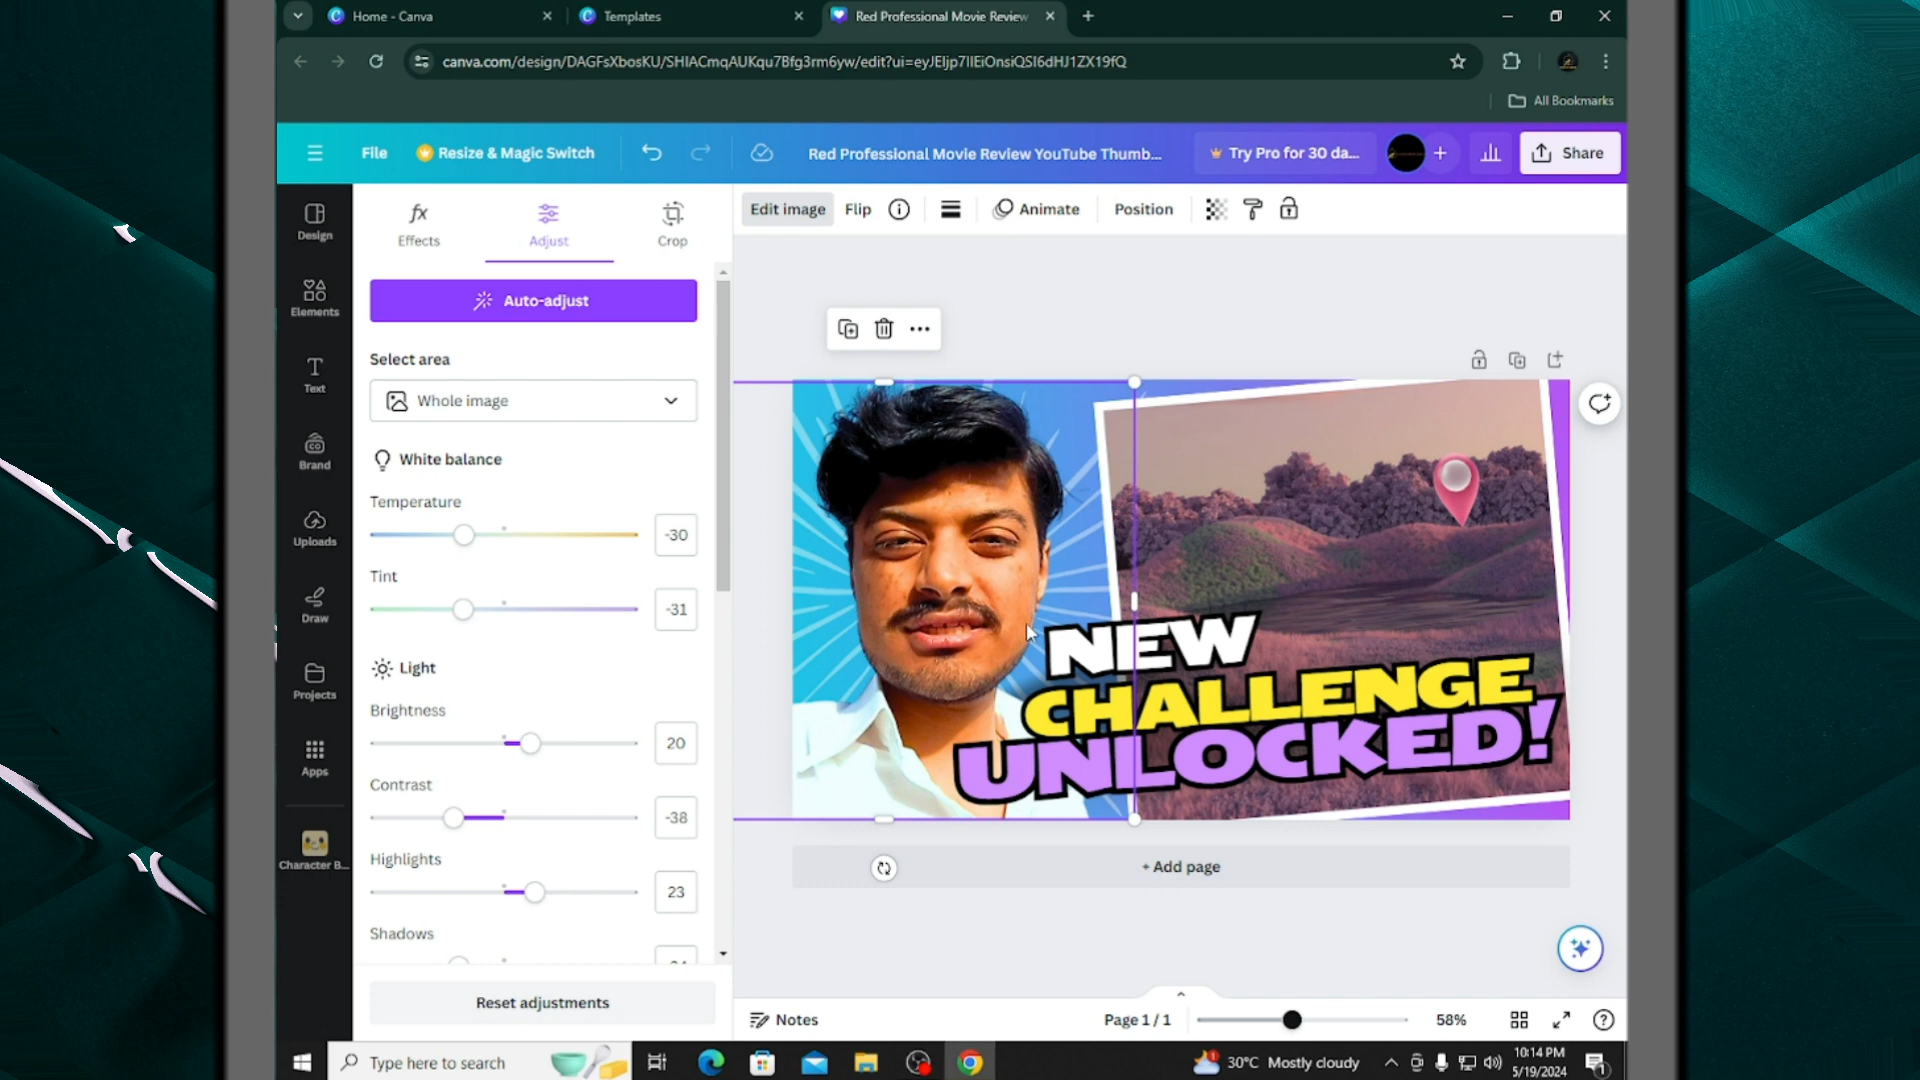 Home - Canva
Templates
Red Professional Movie Review
canva.com/design/DAGFsXbosKU/SHIACmqAUKqu7Bfg3rm6yw/edit?ui=eyJEIjp7IlEiOnsiQSI6dHJ1ZX19fQ
All Bookmarks
File
Resize & Magic Switch
Red Professional Movie Review YouTube Thumb...
Try Pro for 30 da...
Share
Design
Elements
Text
Brand
Uploads
Draw
Projects
Apps
Character B...
fx
Effects
Adjust
Crop
Edit image
Flip
Animate
Position
Auto-adjust
Select area
Whole image
White balance
Temperature
-30
Tint
-31
Light
Brightness
20
Contrast
-38
Highlights
23
Shadows
Reset adjustments
NEW
CHALLENGE
UNLOCKED!
+ Add page
Notes
Page 1 / 1
58%
Type here to search
30°C Mostly cloudy
10:14 PM
5/19/2024